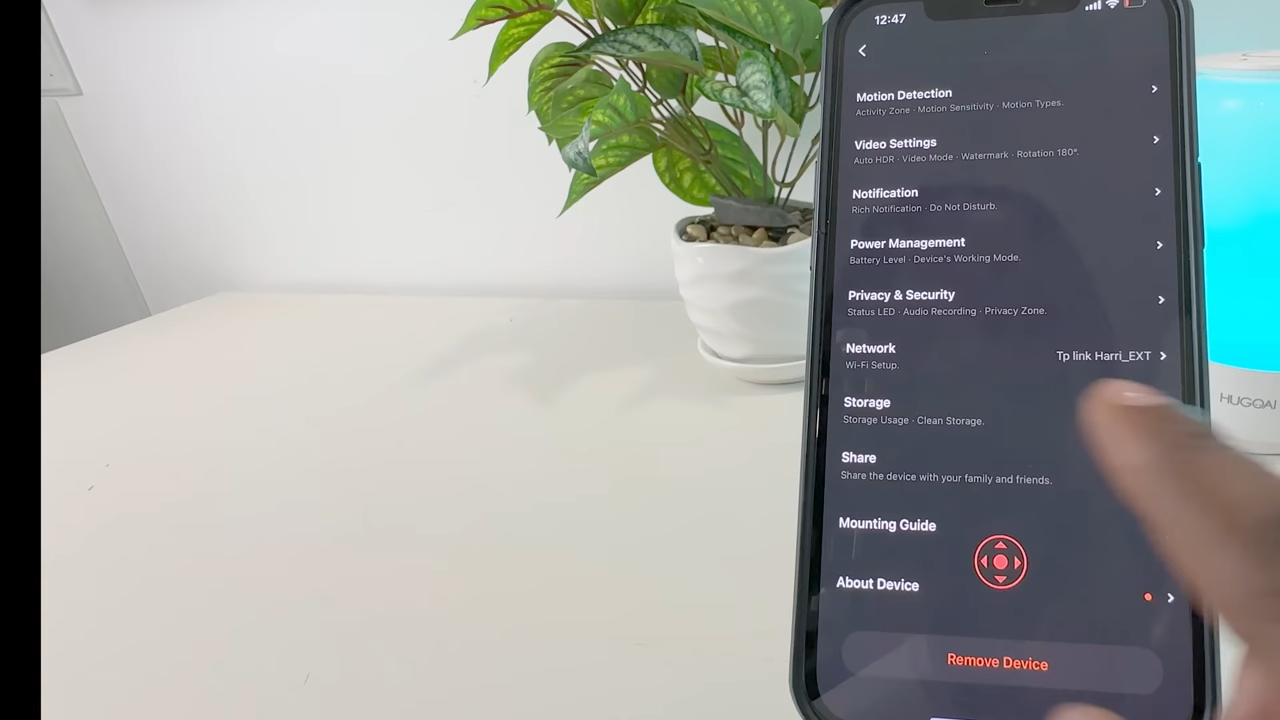 12:47
Motion Detection
Activity Zone · Motion Sensitivity · Motion Types.
Video Settings
Auto HDR · Video Mode · Watermark · Rotation 180°.
Notification
Rich Notification · Do Not Disturb.
Power Management
Battery Level · Device's Working Mode.
Privacy & Security
Status LED · Audio Recording · Privacy Zone.
Network
Tp link Harri_EXT
Wi-Fi Setup.
Storage
Storage Usage · Clean Storage.
Share
Share the device with your family and friends.
Mounting Guide
About Device
Remove Device
HUGOAI